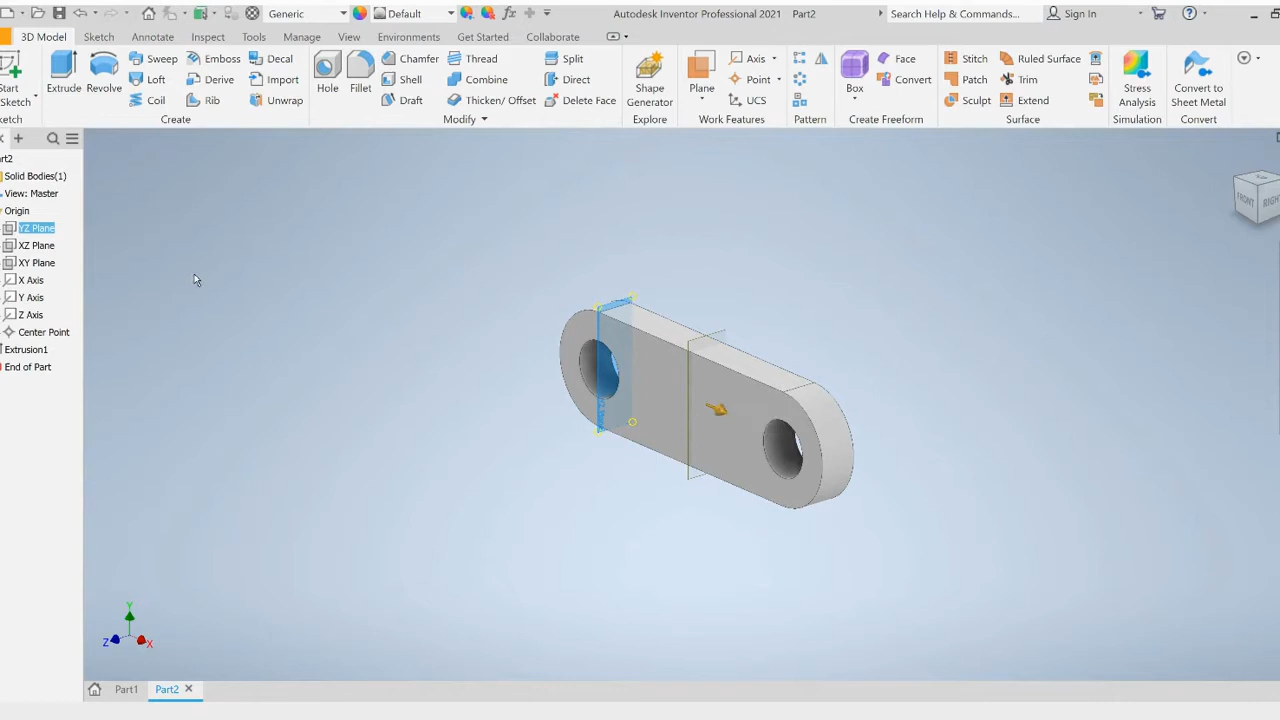 Generic Default fx Autodesk Inventor Professional 2021 Part2 Search Help & Commands... Sign In
3D Model Sketch Annotate Inspect Tools Manage View Environments Get Started Collaborate
Start
Sketch
Extrude
Revolve
Sweep
Loft
Coil
Emboss
Derive
Rib
Decal
Import
Unwrap
Create
Hole
Fillet
Chamfer
Shell
Draft
Thread
Combine
Thicken/ Offset
Split
Direct
Delete Face
Modify
Shape
Generator
Explore
Plane
Axis
Point
UCS
Work Features
Pattern
Box
Face
Convert
Create Freeform
Stitch
Patch
Sculpt
Ruled Surface
Trim
Extend
Surface
Stress
Analysis
Simulation
Convert to
Sheet Metal
Convert
rt2
Solid Bodies(1)
View: Master
Origin
YZ Plane
XZ Plane
XY Plane
X Axis
Y Axis
Z Axis
Center Point
Extrusion1
End of Part
FRONT RIGHT
Y
Z X
Part1 Part2